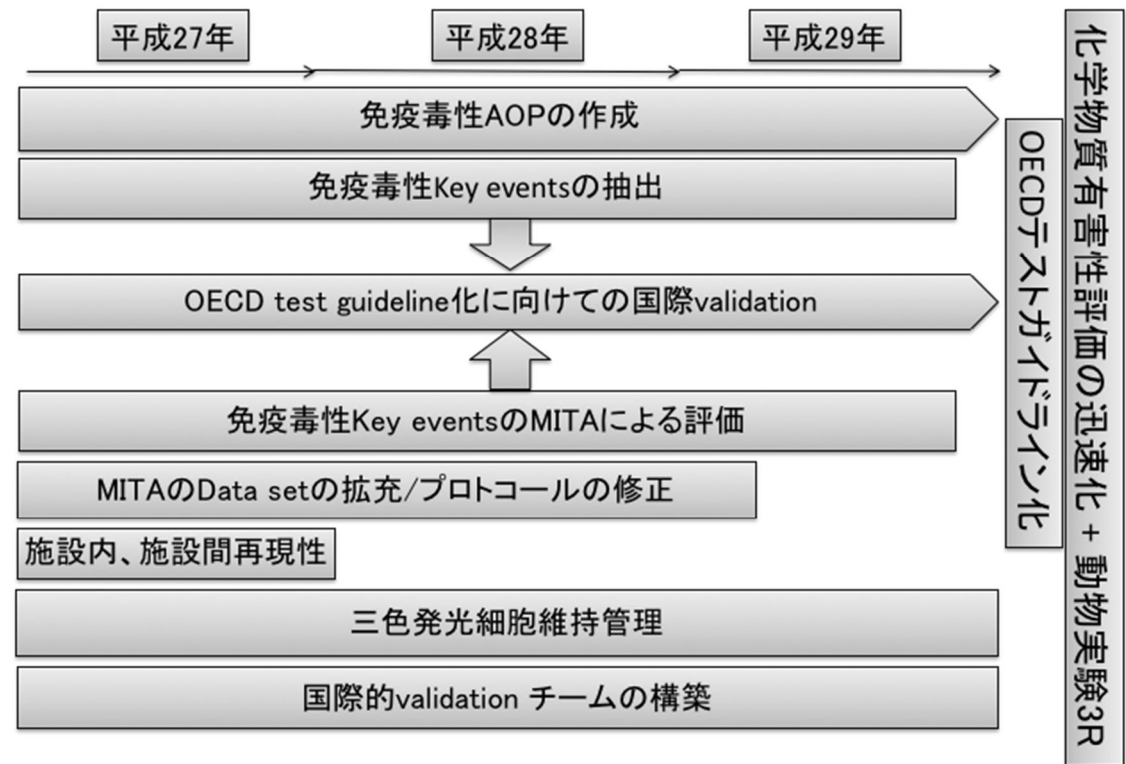 平成27年
平成28年
平成29年
免疫毒性AOPの作成
免疫毒性Key eventsの抽出
OECD test guideline化に向けての国際validation
免疫毒性Key eventsのMITAによる評価
MITAのData setの拡充/プロトコールの修正
施設内、施設間再現性
三色発光細胞維持管理
国際的validation チームの構築
OECDテストガイドライン化
化学物質有害性評価の迅速化 + 動物実験3R